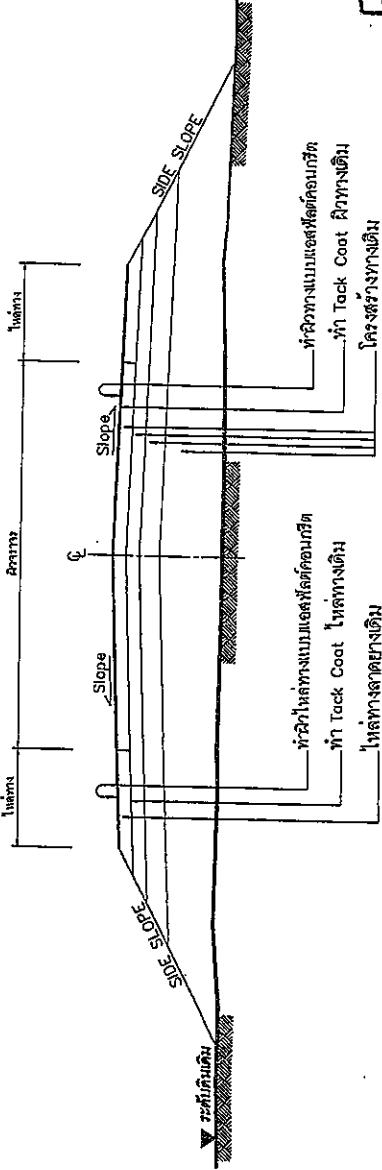 ไหล่ทาง
ผิวจราจร
ไหล่ทาง
Slope
Slope
℄
SIDE SLOPE
SIDE SLOPE
ระดับดินเดิม
ทำผิวไหล่ทางแบบแอสฟัลต์คอนกรีต
ทำ Tack Coat ไหล่ทางเดิม
ไหล่ทางลาดยางเดิม
ทำผิวทางแบบแอสฟัลต์คอนกรีต
ทำ Tack Coat ผิวทางเดิม
โครงสร้างทางเดิม